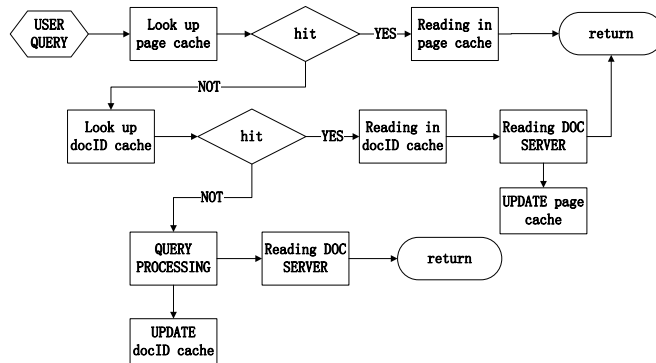 USER
QUERY
Look up
page cache
hit
YES
Reading in
page cache
return
NOT
Look up
docID cache
hit
YES
Reading in
docID cache
Reading DOC
SERVER
UPDATE page
cache
NOT
QUERY
PROCESSING
Reading DOC
SERVER
return
UPDATE
docID cache